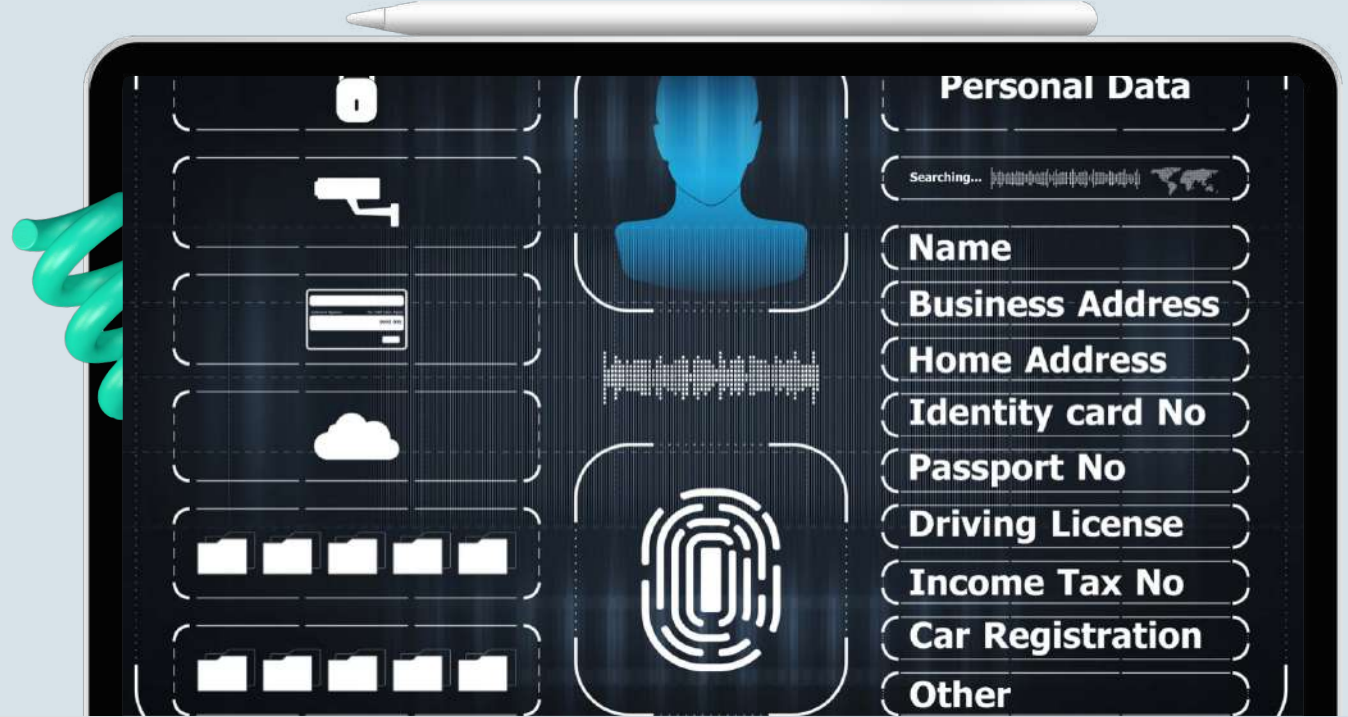 Personal Data
Searching...
Name
Business Address
Home Address
Identity card No
Passport No
Driving License
Income Tax No
Car Registration
Other